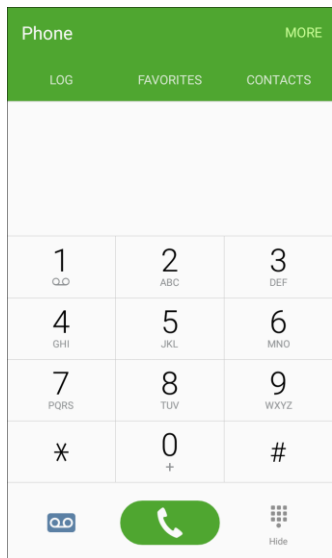 Phone MORE
LOG FAVORITES CONTACTS
1 2 3
ABC DEF
4 5 6
GHI JKL MNO
7 8 9
PQRS TUV WXYZ
* 0 #
+
Hide